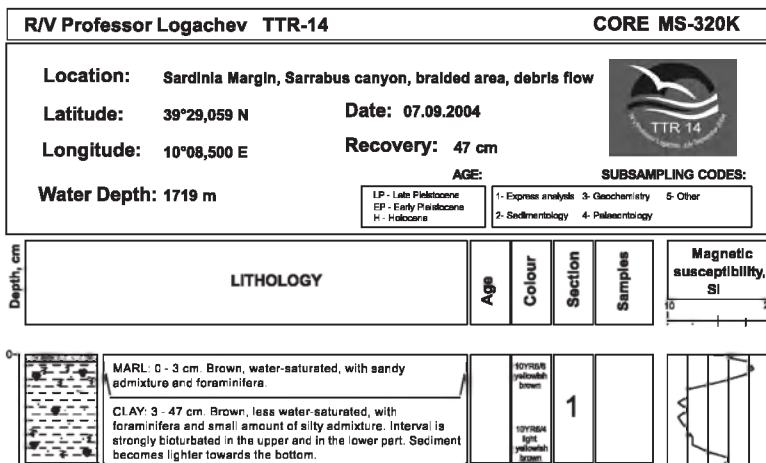 R/V Professor Logachev TTR-14 CORE MS-320K
Location: Sardinia Margin, Sarrabus canyon, braided area, debris flow
Latitude: 39°29,059 N Date: 07.09.2004
Longitude: 10°08,500 E Recovery: 47 cm
Water Depth: 1719 m
TTR 14
AGE:
LP - Late Pleistocene
EP - Early Pleistocene
H - Holocene
SUBSAMPLING CODES:
1- Express analysis 3- Geochemistry 5- Other
2- Sedimentology 4- Palaeontology
Depth, cm
LITHOLOGY
Age
Colour
Section
Samples
Magnetic
susceptibility,
SI
10
0
MARL: 0 - 3 cm. Brown, water-saturated, with sandy
admixture and foraminifera.
CLAY: 3 - 47 cm. Brown, less water-saturated, with
foraminifera and small amount of silty admixture. Interval is
strongly bioturbated in the upper and in the lower part. Sediment
becomes lighter towards the bottom.
yellowish
brown
10YR6/4
light
yellowish
brown
1